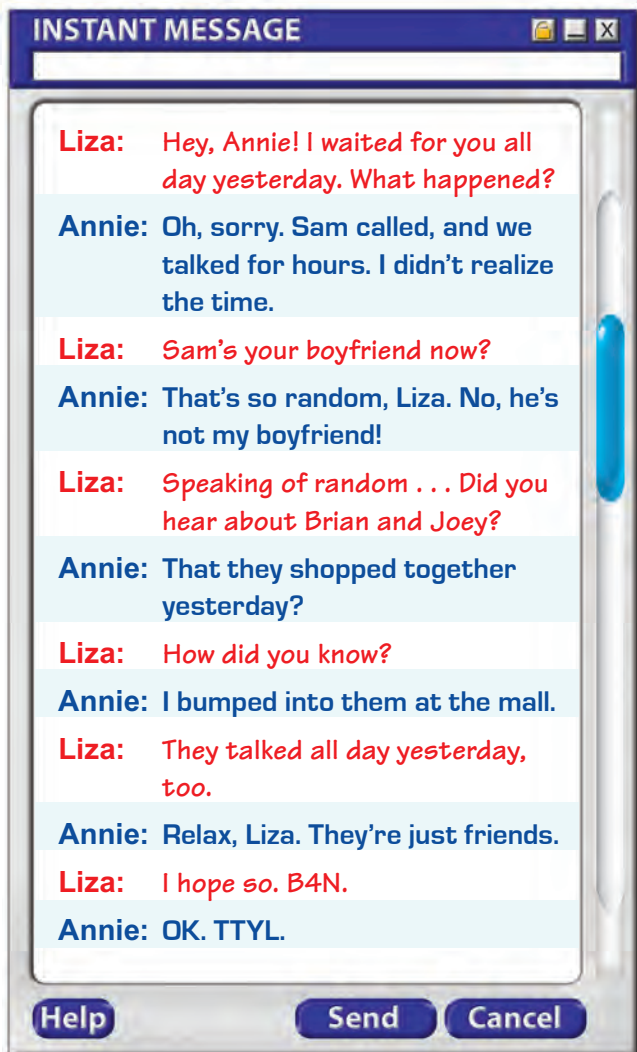 INSTANT MESSAGE
X
Liza: Hey, Annie! I waited for you all
day yesterday. What happened?
Annie: Oh, sorry. Sam called, and we
talked for hours. I didn't realize
the time.
Liza: Sam's your boyfriend now?
Annie: That's so random, Liza. No, he's
not my boyfriend!
Liza: Speaking of random . . . Did you
hear about Brian and Joey?
Annie: That they shopped together
yesterday?
Liza: How did you know?
Annie: I bumped into them at the mall.
Liza: They talked all day yesterday,
too.
Annie: Relax, Liza. They're just friends.
Liza: I hope so. B4N.
Annie: OK. TTYL.
Help Send Cancel